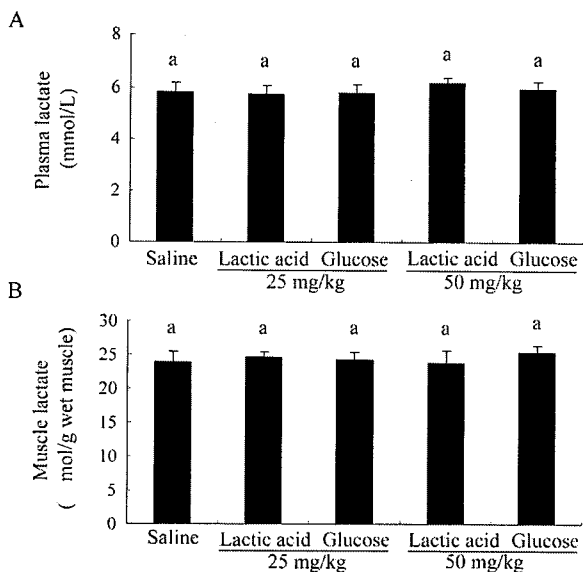 A
Plasma lactate
(mmol/L)
8
6
4
2
0
a a a a a
Saline Lactic acid Glucose Lactic acid Glucose
25 mg/kg 50 mg/kg
B
Muscle lactate
( mol/g wet muscle)
30
25
20
15
10
5
0
a a a a a
Saline Lactic acid Glucose Lactic acid Glucose
25 mg/kg 50 mg/kg